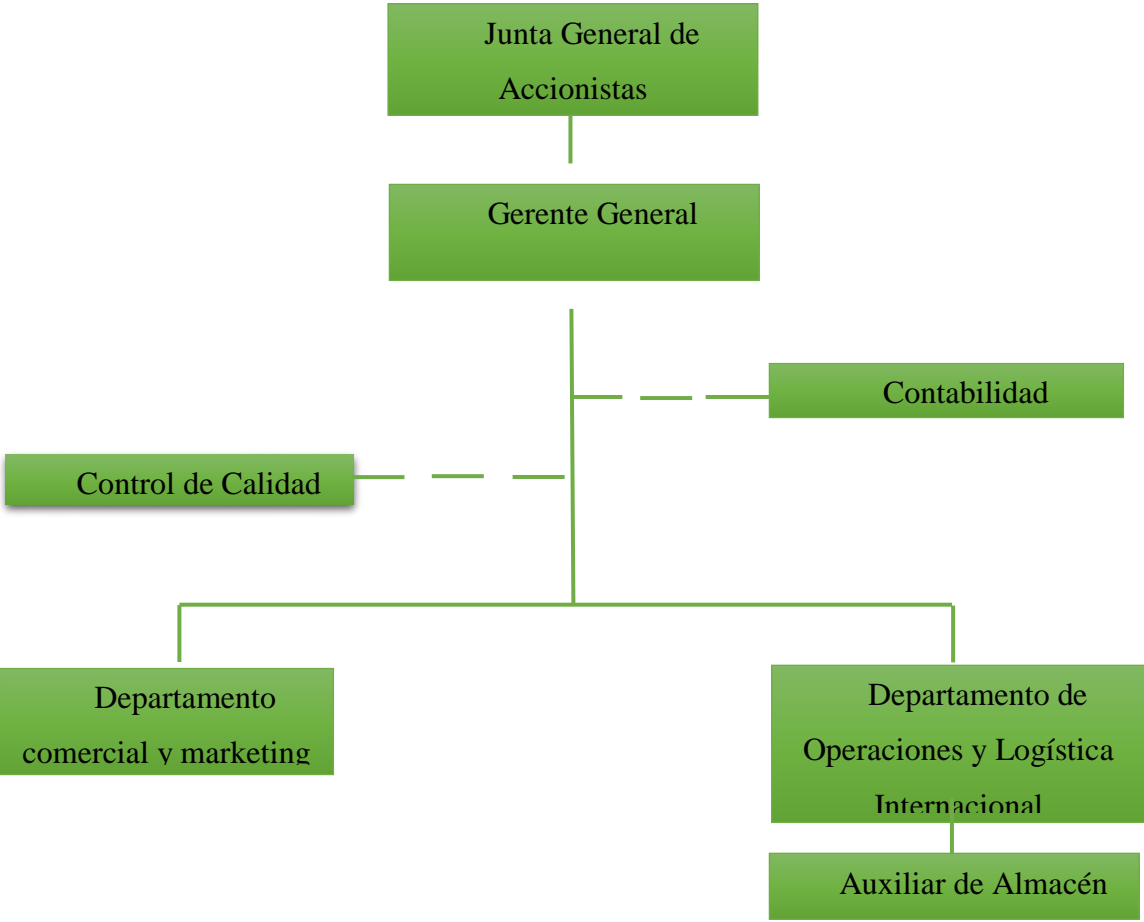 Junta General de
Accionistas
Gerente General
Contabilidad
Control de Calidad
Departamento
comercial y marketing
Departamento de
Operaciones y Logística
Internacional
Auxiliar de Almacén